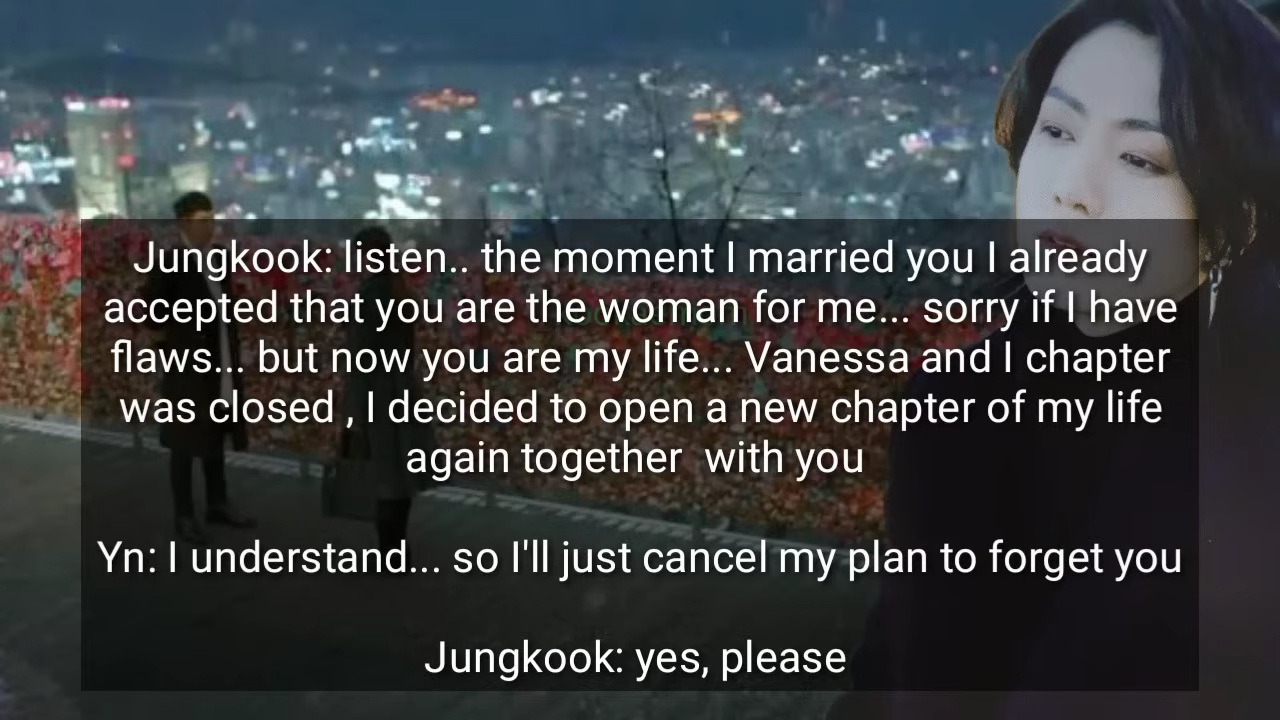 Jungkook: listen.. the moment I married you I already
accepted that you are the woman for me... sorry if I have
flaws... but now you are my life... Vanessa and I chapter
was closed , I decided to open a new chapter of my life
again together  with you
Yn: I understand... so I'll just cancel my plan to forget you
Jungkook: yes, please